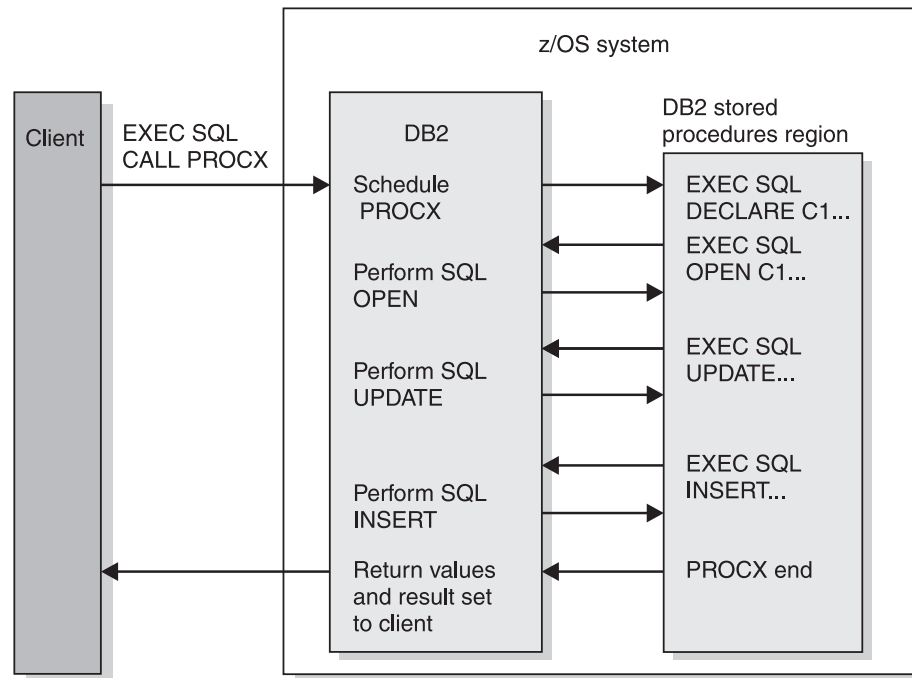 z/OS system
Client
EXEC SQL
CALL PROCX
DB2
Schedule
PROCX
Perform SQL
OPEN
Perform SQL
UPDATE
Perform SQL
INSERT
Return values
and result set
to client
DB2 stored
procedures region
EXEC SQL
DECLARE C1...
EXEC SQL
OPEN C1...
EXEC SQL
UPDATE...
EXEC SQL
INSERT...
PROCX end